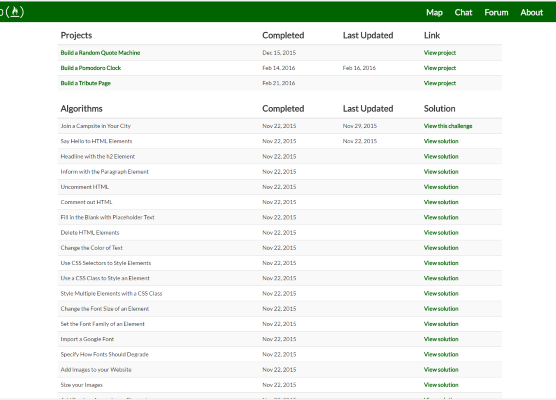 Map Chat Forum About
Projects Completed Last Updated Link
Build a Random Quote Machine Dec 15, 2015 View project
Build a Pomodoro Clock Feb 14, 2016 Feb 16, 2016 View project
Build a Tribute Page Feb 21, 2016 View project
Algorithms Completed Last Updated Solution
Join a Campsite in Your City Nov 22, 2015 Nov 29, 2015 View this challenge
Say Hello to HTML Elements Nov 22, 2015 Nov 22, 2015 View solution
Headline with the h2 Element Nov 22, 2015 View solution
Inform with the Paragraph Element Nov 22, 2015 View solution
Uncomment HTML Nov 22, 2015 View solution
Comment out HTML Nov 22, 2015 View solution
Fill in the Blank with Placeholder Text Nov 22, 2015 View solution
Delete HTML Elements Nov 22, 2015 View solution
Change the Color of Text Nov 22, 2015 View solution
Use CSS Selectors to Style Elements Nov 22, 2015 View solution
Use a CSS Class to Style an Element Nov 22, 2015 View solution
Style Multiple Elements with a CSS Class Nov 22, 2015 View solution
Change the Font Size of an Element Nov 22, 2015 View solution
Set the Font Family of an Element Nov 22, 2015 View solution
Import a Google Font Nov 22, 2015 View solution
Specify How Fonts Should Degrade Nov 22, 2015 View solution
Add Images to your Website Nov 22, 2015 View solution
Size your Images Nov 22, 2015 View solution